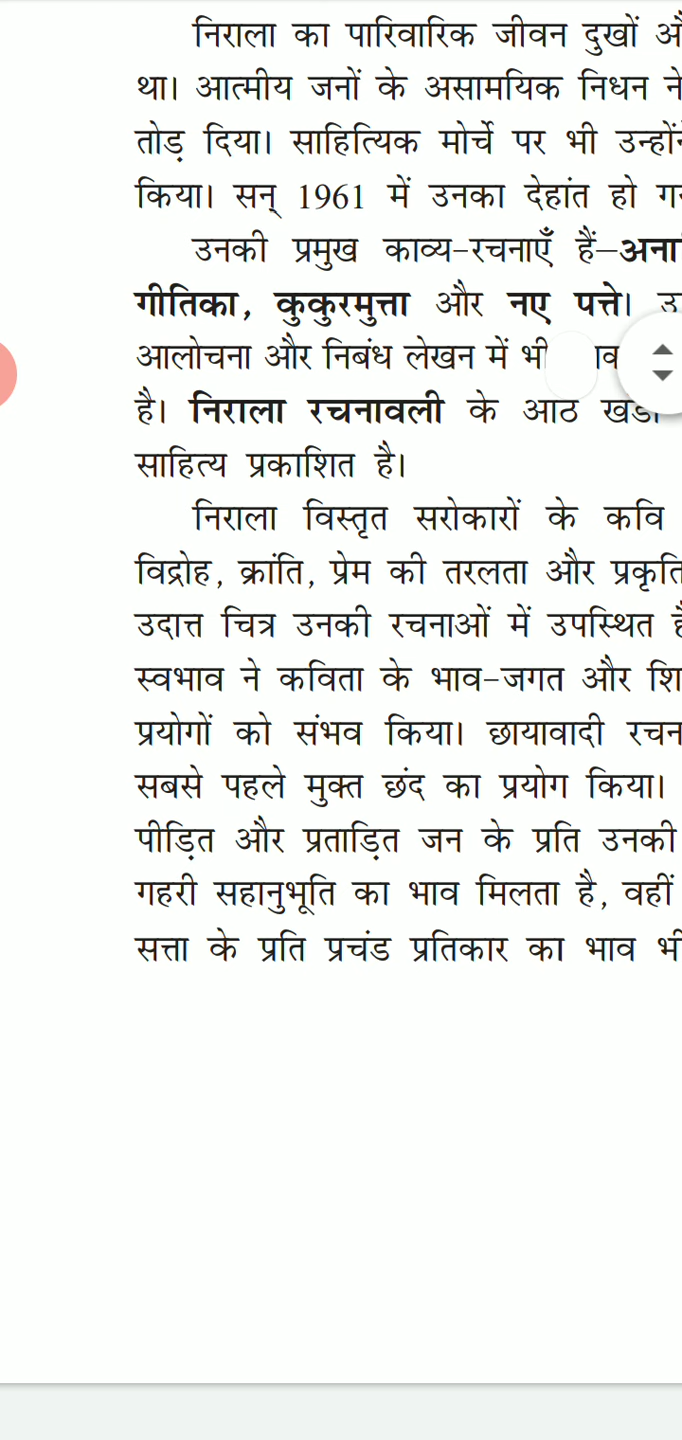 निराला का पारिवारिक जीवन दुखों
था। आत्मीय जनों के असामयिक निधन ने
तोड़ दिया। साहित्यिक मोर्चे पर भी
किया। सन् 1961 में उनका देहांत हो
उनकी प्रमुख काव्य-रचनाएँ हैं—
गीतिका, कुकुरमुत्ता और नए पत्ते।
आलोचना और निबंध लेखन में भी
है। निराला रचनावली के आठ
साहित्य प्रकाशित है।
निराला विस्तृत सरोकारों के कवि
विद्रोह, क्रांति, प्रेम की तरलता और
उदात्त चित्र उनकी रचनाओं में उपस्थित
स्वभाव ने कविता के भाव-जगत और
प्रयोगों को संभव किया। छायावादी
सबसे पहले मुक्त छंद का प्रयोग किया।
पीड़ित और प्रताड़ित जन के प्रति उनकी
गहरी सहानुभूति का भाव मिलता है, वहीं
सत्ता के प्रति प्रचंड प्रतिकार का भाव